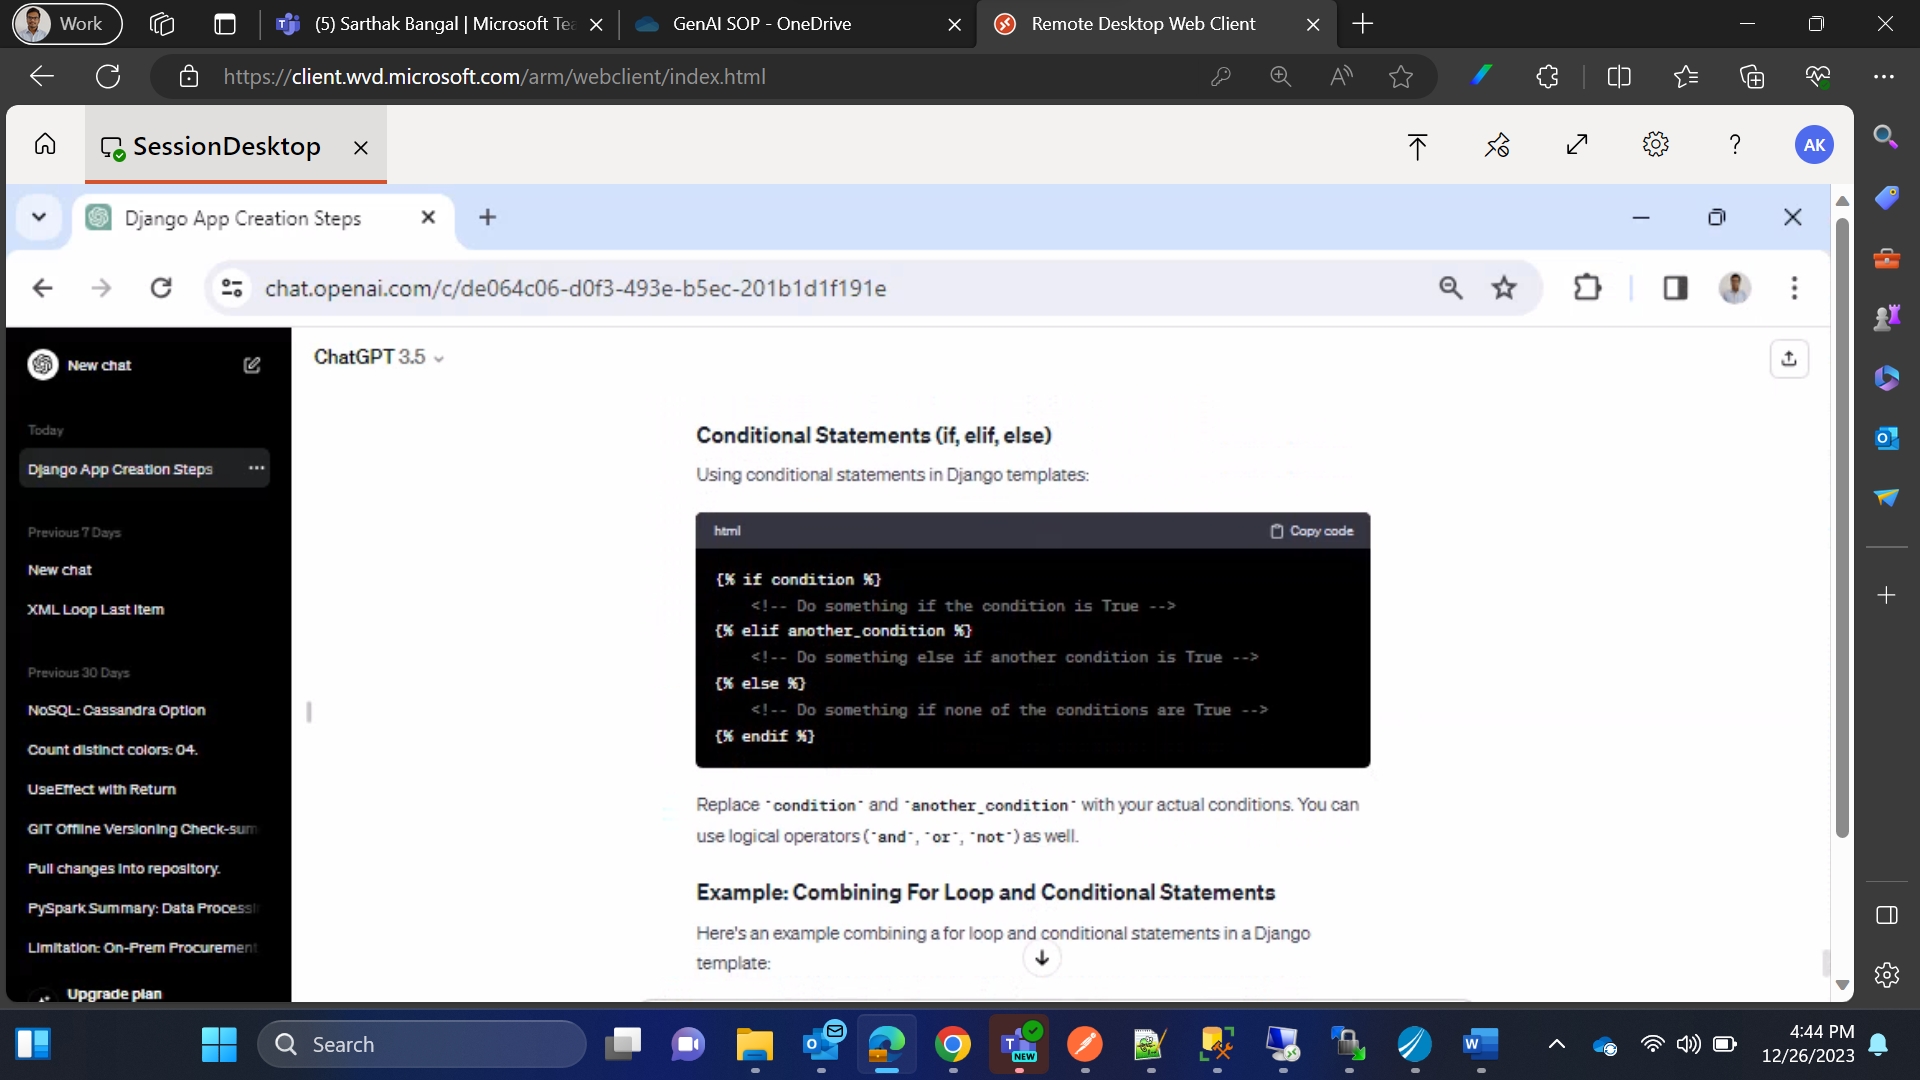 Work
(5) Sarthak Bangal | Microsoft Tea
GenAI SOP - OneDrive
Remote Desktop Web Client
https://client.wvd.microsoft.com/arm/webclient/index.html
SessionDesktop
?
AK
Django App Creation Steps
chat.openai.com/c/de064c06-d0f3-493e-b5ec-201b1d1f191e
New chat
ChatGPT 3.5
Today
Django App Creation Steps
Previous 7 Days
New chat
XML Loop Last Item
Previous 30 Days
NoSQL: Cassandra Option
Count distinct colors: 04.
UseEffect with Return
GIT Offline Versioning Check-sum
Pull changes into repository.
PySpark Summary: Data Processi
Limitation: On-Prem Procurement
Upgrade plan
Conditional Statements (if, elif, else)
Using conditional statements in Django templates:
html
Copy code
{% if condition %}
<!-- Do something if the condition is True -->
{% elif another_condition %}
<!-- Do something else if another condition is True -->
{% else %}
<!-- Do something if none of the conditions are True -->
{% endif %}
Replace `condition` and `another_condition` with your actual conditions. You can
use logical operators (`and`, `or`, `not`) as well.
Example: Combining For Loop and Conditional Statements
Here's an example combining a for loop and conditional statements in a Django
template:
Search
NEW
4:44 PM
12/26/2023